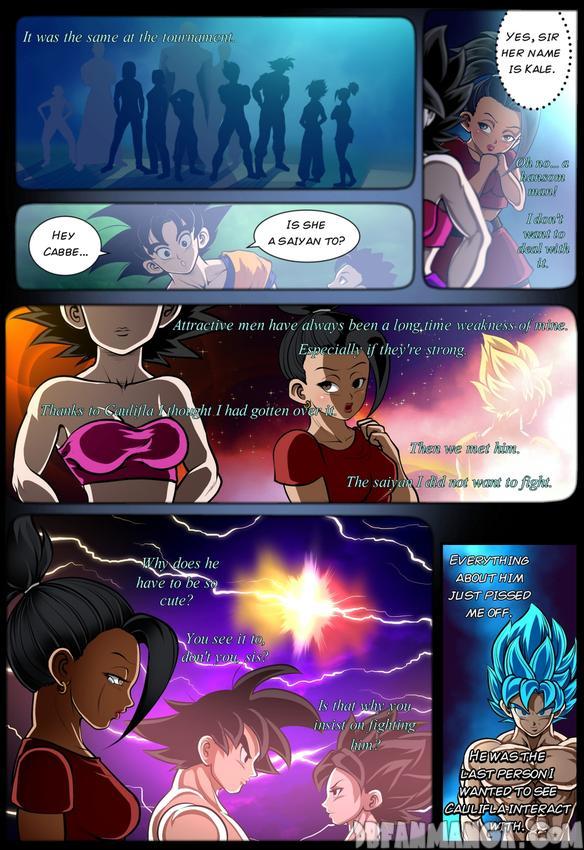 It was the same at the tournament.
YES, SIR
HER NAME
IS KALE.
Oh no... a
hansom
man!
I don't
want to
deal with
it.
HEY
CABBE...
IS SHE
A SAIYAN TO?
Attractive men have always been a long time weakness of mine.
Especially if they're strong.
Thanks to Caulifla I thought I had gotten over it
Then we met him.
The saiyan I did not want to fight.
Why does he
have to be so
cute?
You see it to,
don't you, sis?
Is that why you
insist on fighting
him?
EVERYTHING
ABOUT HIM
JUST PISSED
ME OFF.
HE WAS THE
LAST PERSON I
WANTED TO SEE
CAULIFLA INTERACT
WITH.
DBFANMANGA.COM